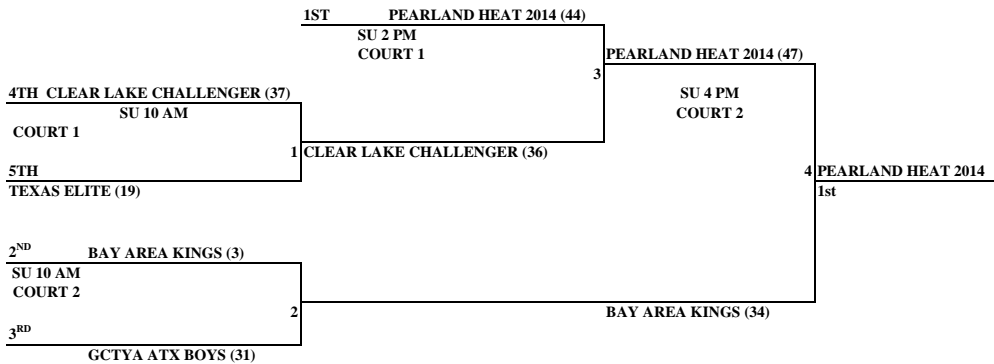 1ST PEARLAND HEAT 2014 (44)
SU 2 PM
COURT 1
PEARLAND HEAT 2014 (47)
3
4TH CLEAR LAKE CHALLENGER (37)
SU 10 AM
COURT 1
SU 4 PM
COURT 2
1 CLEAR LAKE CHALLENGER (36)
5TH
TEXAS ELITE (19)
4 PEARLAND HEAT 2014
1st
2ND BAY AREA KINGS (3)
SU 10 AM
COURT 2
2
BAY AREA KINGS (34)
3RD
GCTYA ATX BOYS (31)